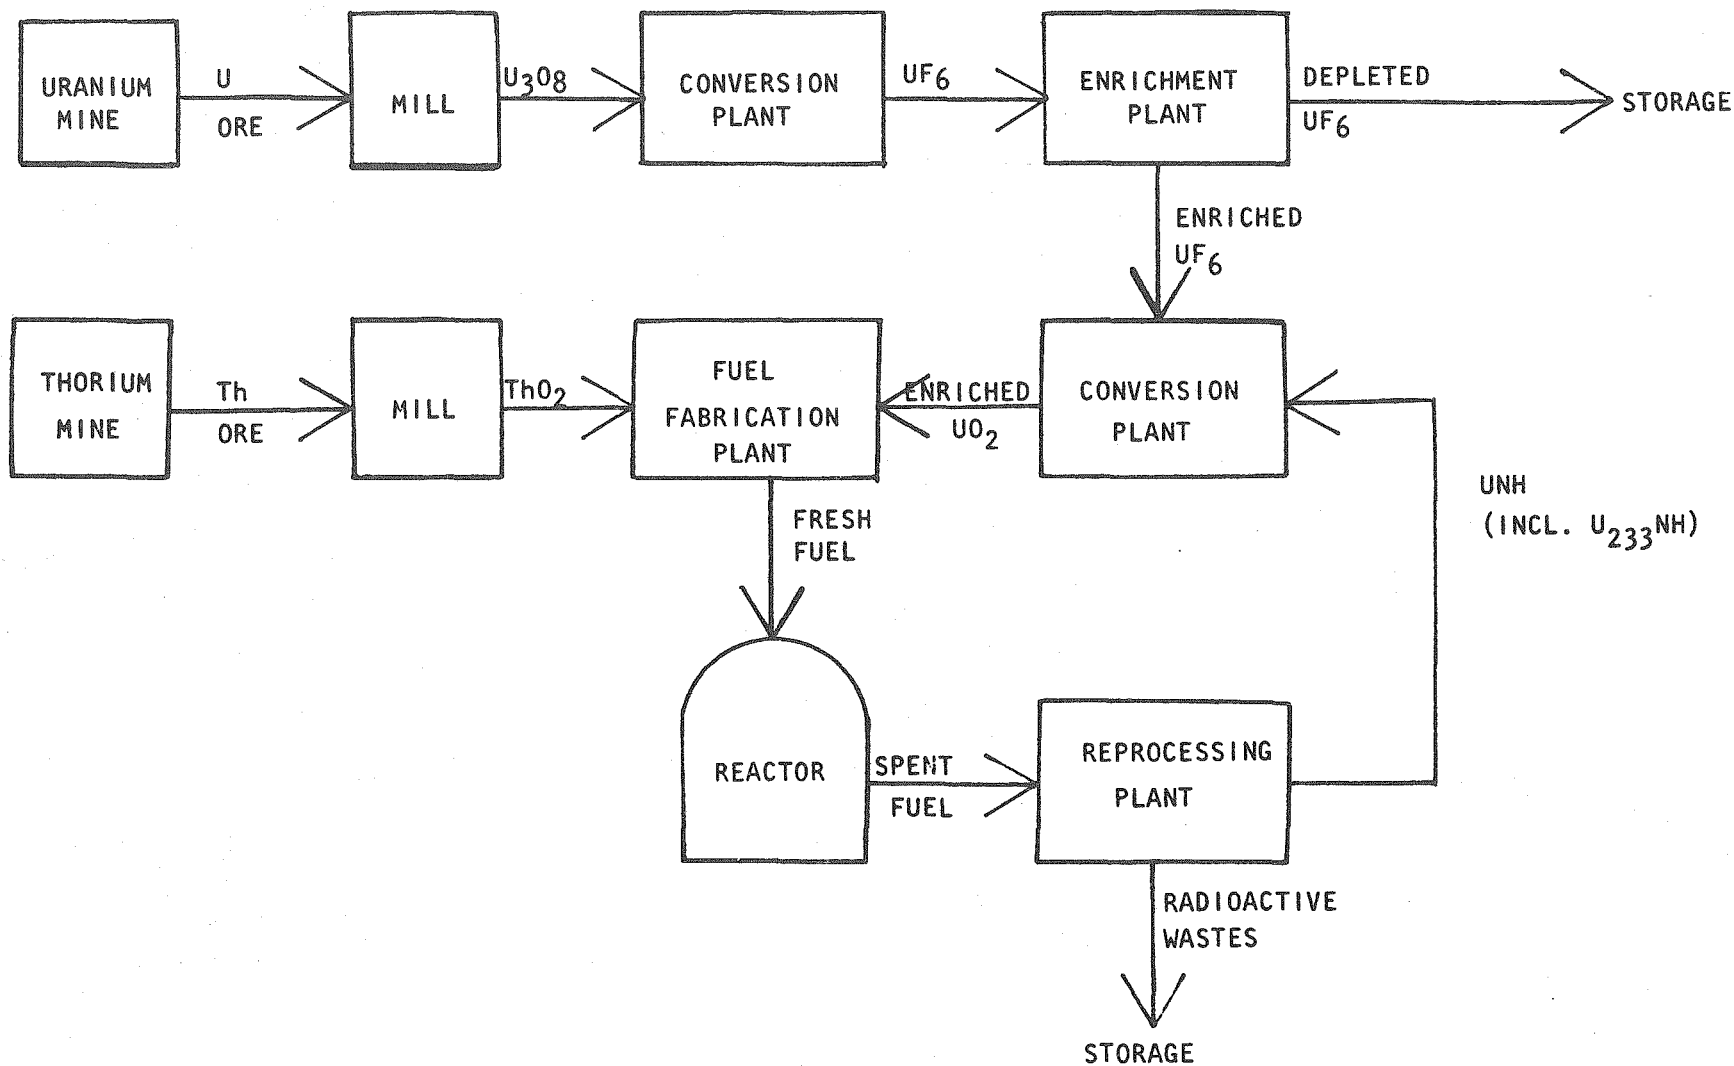 URANIUM
MINE
U
ORE
MILL
U3O8
CONVERSION
PLANT
UF6
ENRICHMENT
PLANT
DEPLETED
UF6
STORAGE
ENRICHED
UF6
THORIUM
MINE
Th
ORE
MILL
ThO2
FUEL
FABRICATION
PLANT
ENRICHED
UO2
CONVERSION
PLANT
UNH
(INCL. U233NH)
FRESH
FUEL
REACTOR
SPENT
FUEL
REPROCESSING
PLANT
RADIOACTIVE
WASTES
STORAGE